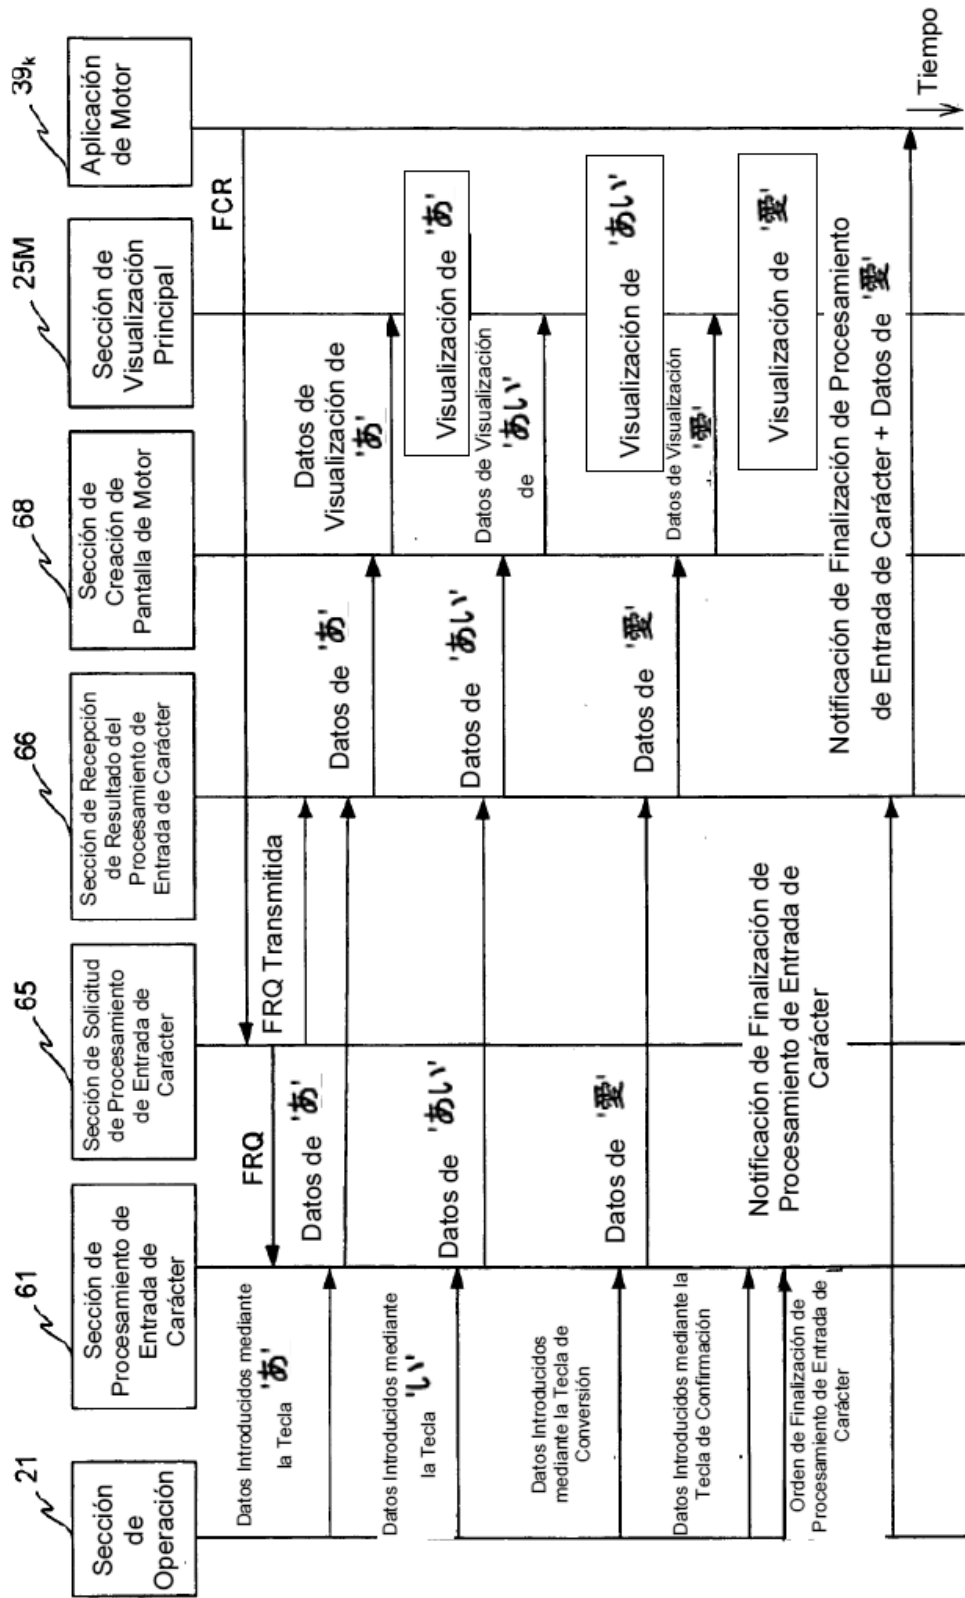 21
Sección
de
Operación
61
Sección de
Procesamiento de
Entrada de
Carácter
65
Sección de Solicitud
de Procesamiento
de Entrada de
Carácter
66
Sección de Recepción
de Resultado del
Procesamiento de
Entrada de Carácter
68
Sección de
Creación de
Pantalla de Motor
25M
Sección de
Visualización
Principal
39k
Aplicación
de Motor
FCR
FRQ
FRQ Transmitida
Datos Introducidos mediante
la Tecla 'あ'
Datos de 'あ'
Datos de 'あ'
Datos de
Visualización de
'あ'
Visualización de 'あ'
Datos Introducidos mediante
la Tecla 'い'
Datos de 'あい'
Datos de 'あい'
Datos de Visualización
de 'あい'
Visualización de 'あい'
Datos Introducidos
mediante la Tecla de
Conversión
Datos de '愛'
Datos de '愛'
Datos de Visualización
de '愛'
Visualización de '愛'
Datos Introducidos mediante la
Tecla de Confirmación
Orden de Finalización de
Procesamiento de Entrada de
Carácter
Notificación de Finalización de
Procesamiento de Entrada de
Carácter
Notificación de Finalización de Procesamiento
de Entrada de Carácter + Datos de '愛'
Tiempo